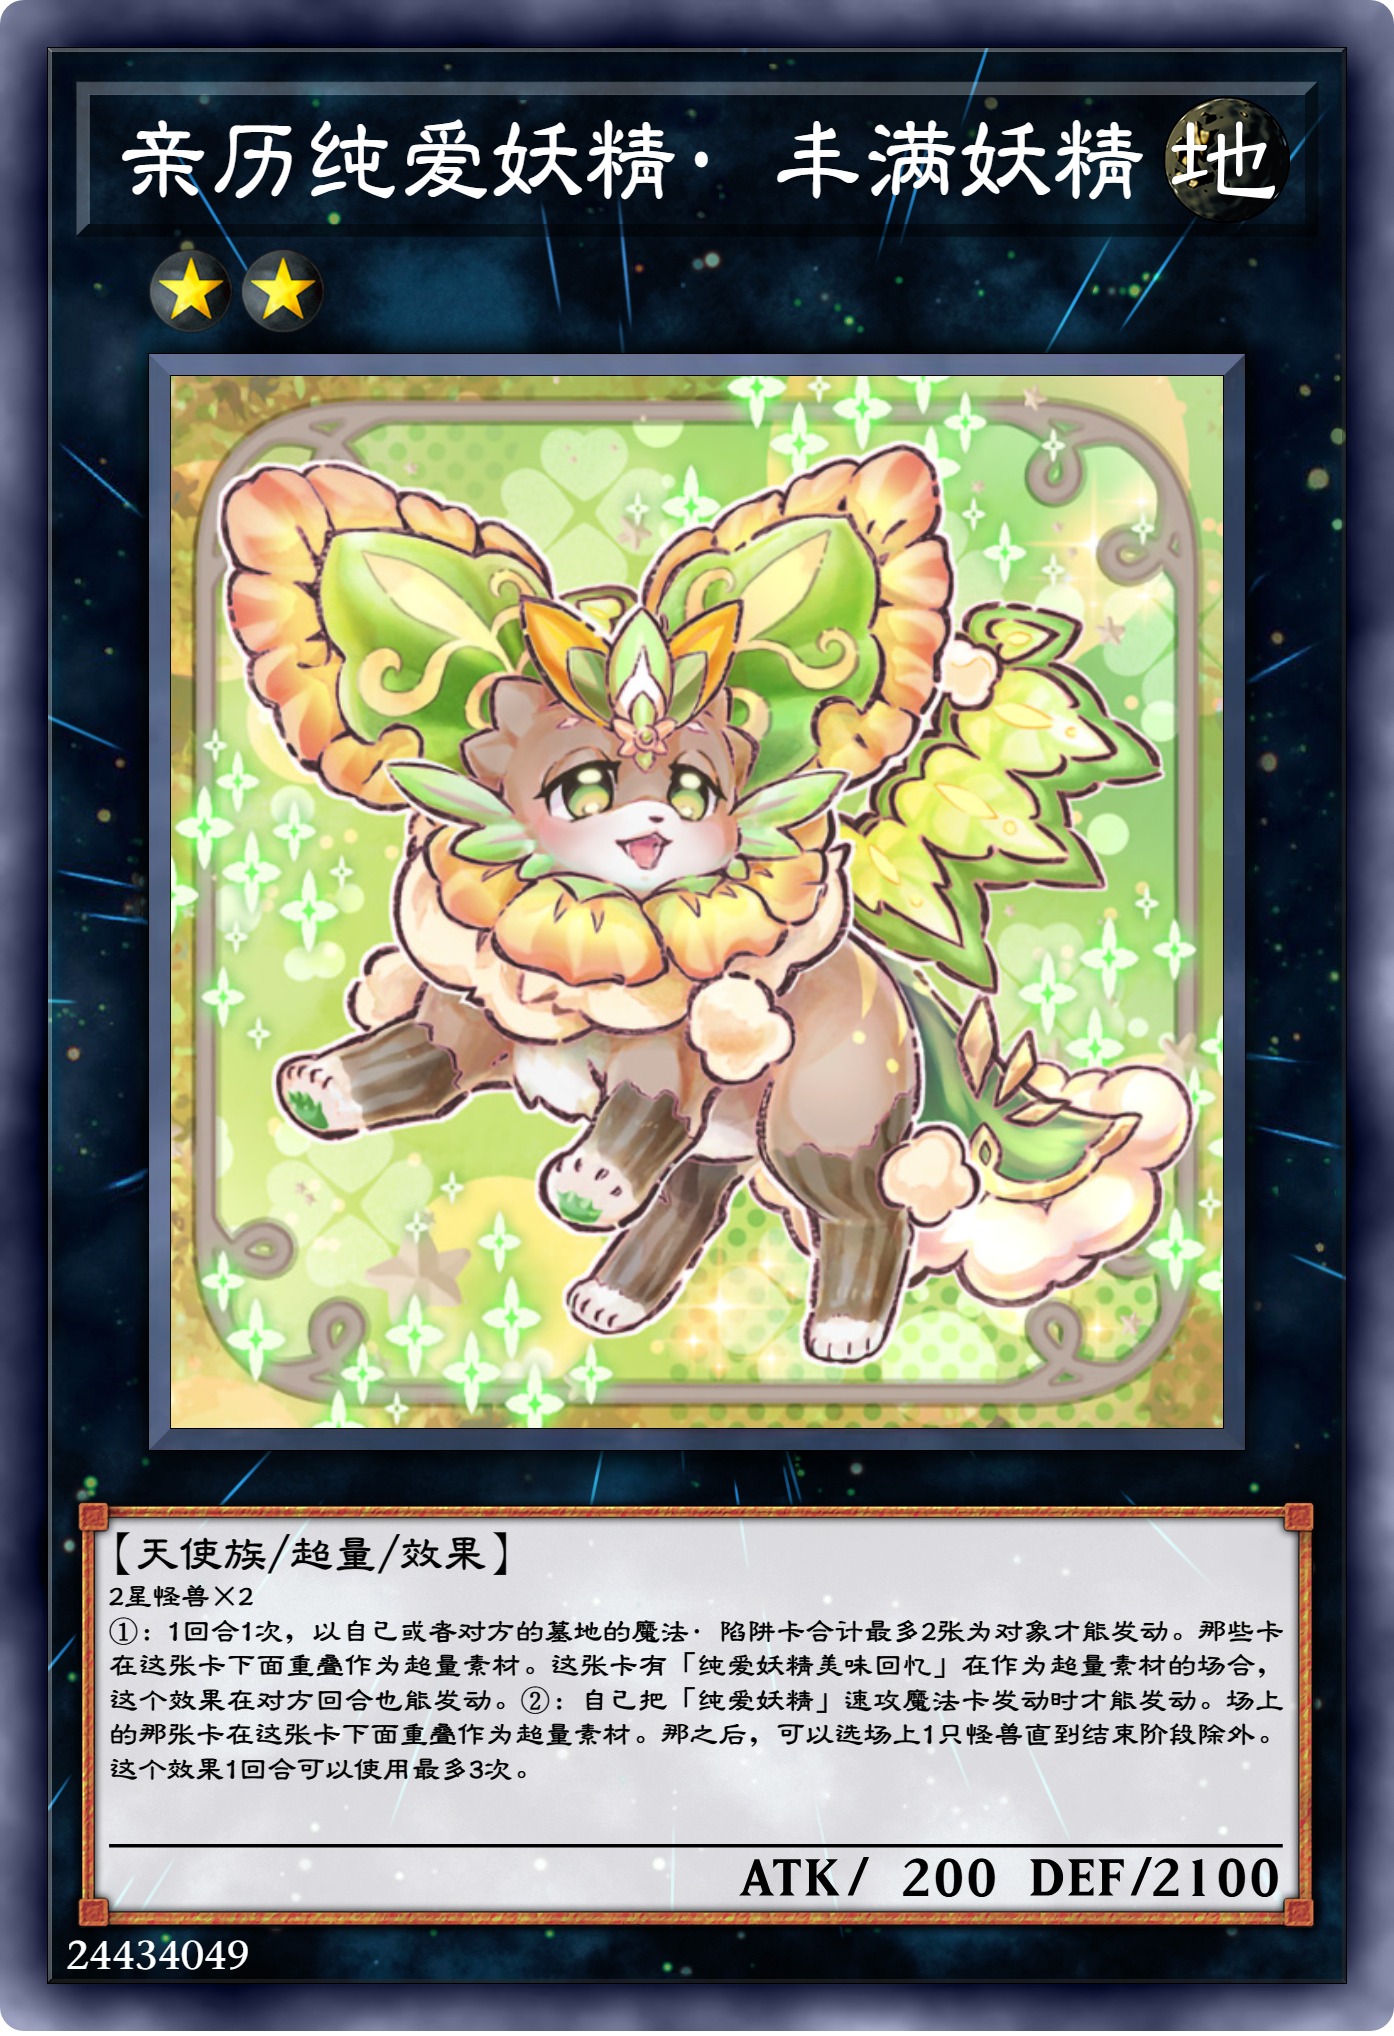 亲历纯爱妖精·丰满妖精 地
【天使族/超量/效果】
2星怪兽×2
①：1回合1次，以自己或者对方的墓地的魔法·陷阱卡合计最多2张为对象才能发动。那些卡
在这张卡下面重叠作为超量素材。这张卡有「纯爱妖精美味回忆」在作为超量素材的场合，
这个效果在对方回合也能发动。②：自己把「纯爱妖精」速攻魔法卡发动时才能发动。场上
的那张卡在这张卡下面重叠作为超量素材。那之后，可以选场上1只怪兽直到结束阶段除外。
这个效果1回合可以使用最多3次。
ATK/ 200 DEF/2100
24434049